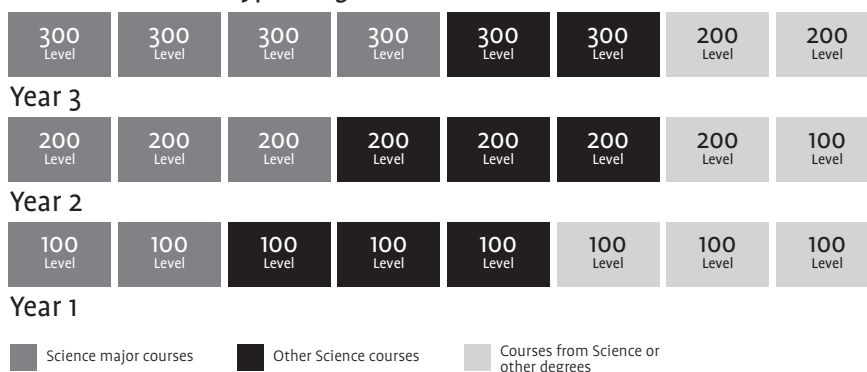 300 300 300 300 300 300 200 200
Level Level Level Level Level Level Level Level
Year 3
200 200 200 200 200 200 200 100
Level Level Level Level Level Level Level Level
Year 2
100 100 100 100 100 100 100 100
Level Level Level Level Level Level Level Level
Year 1
Science major courses
Other Science courses
Courses from Science or
other degrees